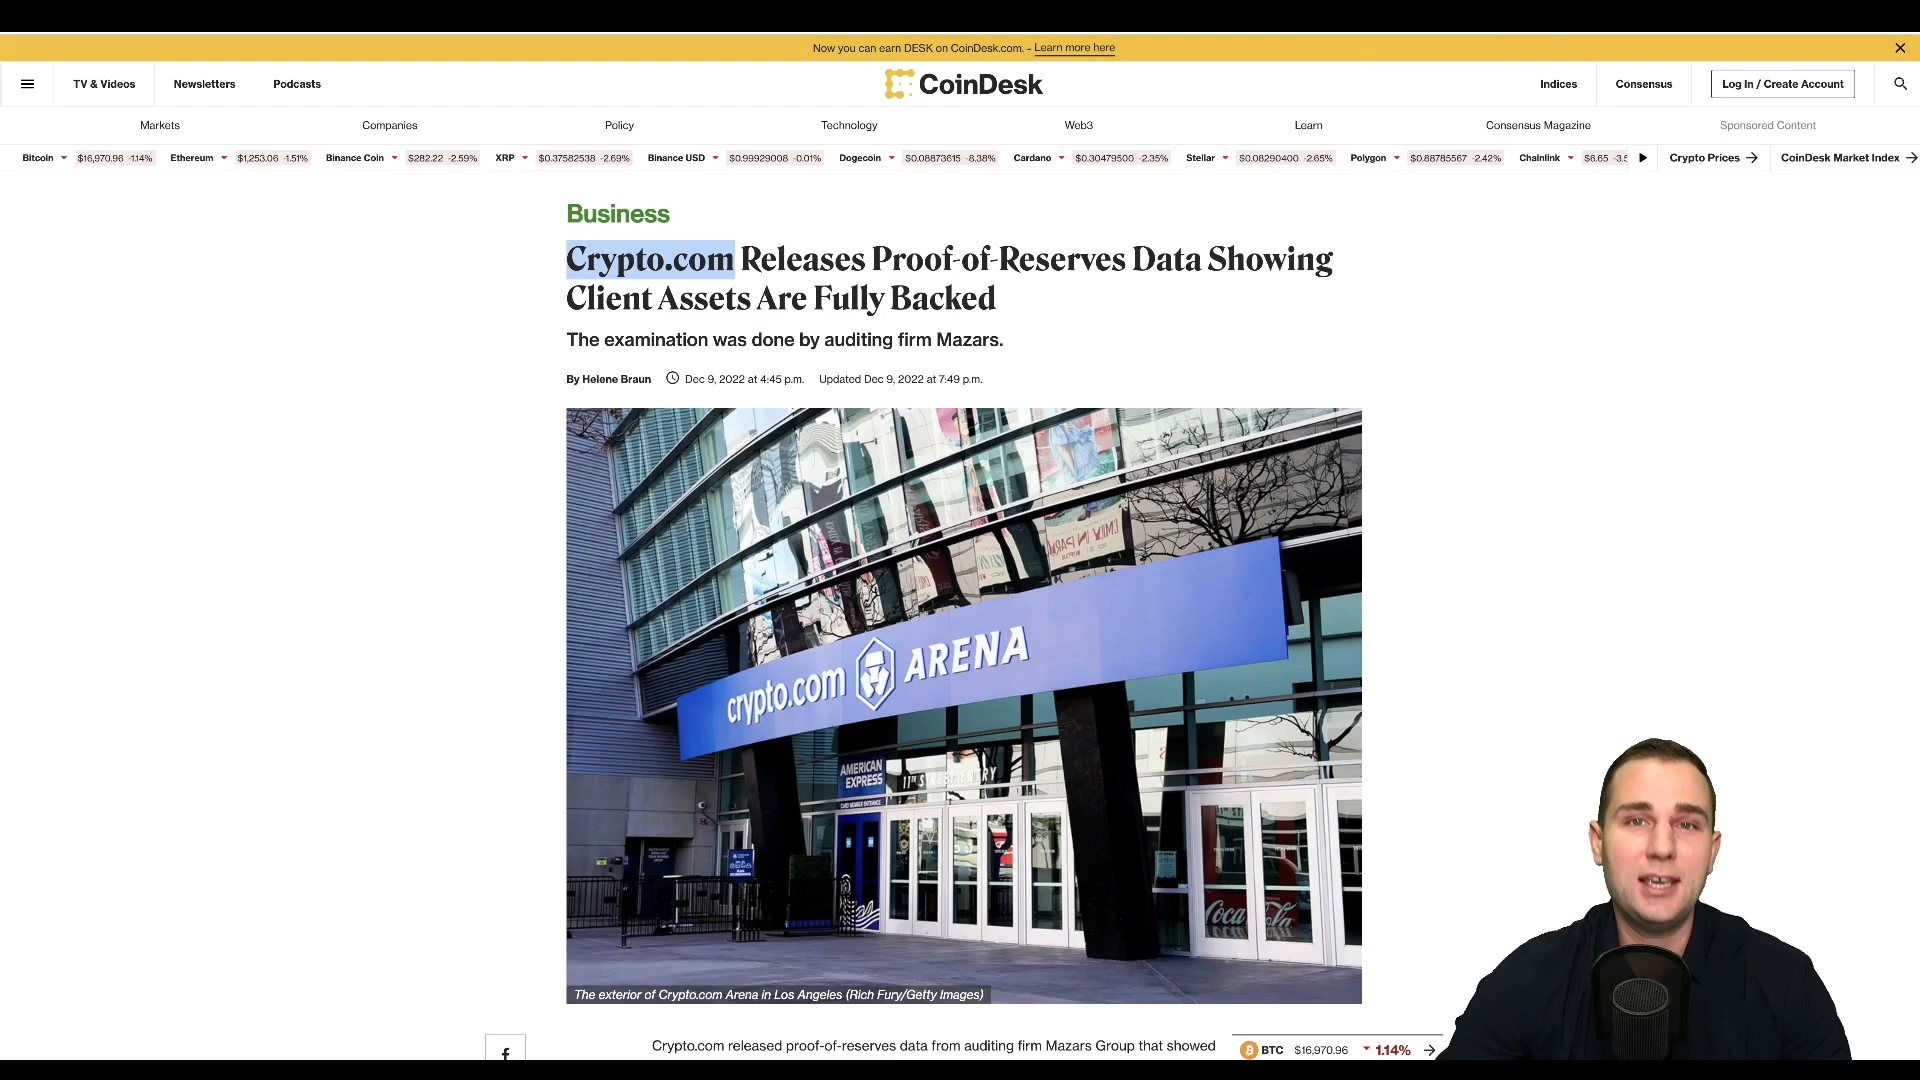 Now you can earn DESK on CoinDesk.com. - Learn more here
TV & Videos
Newsletters
Podcasts
CoinDesk
Indices
Consensus
Log In / Create Account
Markets
Companies
Policy
Technology
Web3
Learn
Consensus Magazine
Sponsored Content
Bitcoin $16,970.96 -1.14%
Ethereum $1,253.06 -1.51%
Binance Coin $282.22 -2.59%
XRP $0.37582538 -2.69%
Binance USD $0.99929008 -0.01%
Dogecoin $0.08873615 -8.38%
Cardano $0.30479500 -2.35%
Stellar $0.08290400 -2.65%
Polygon $0.88785567 -2.42%
Chainlink $6.65 -3.5
Crypto Prices
CoinDesk Market Index
Business
Crypto.com Releases Proof-of-Reserves Data Showing
Client Assets Are Fully Backed
The examination was done by auditing firm Mazars.
By Helene Braun
Dec 9, 2022 at 4:45 p.m.
Updated Dec 9, 2022 at 7:49 p.m.
crypto.com ARENA
AMERICAN
EXPRESS
CARD MEMBER ENTRANCE
11TH STREET ENTRY
Coca Cola
The exterior of Crypto.com Arena in Los Angeles (Rich Fury/Getty Images)
Crypto.com released proof-of-reserves data from auditing firm Mazars Group that showed
BTC $16,970.96 1.14%